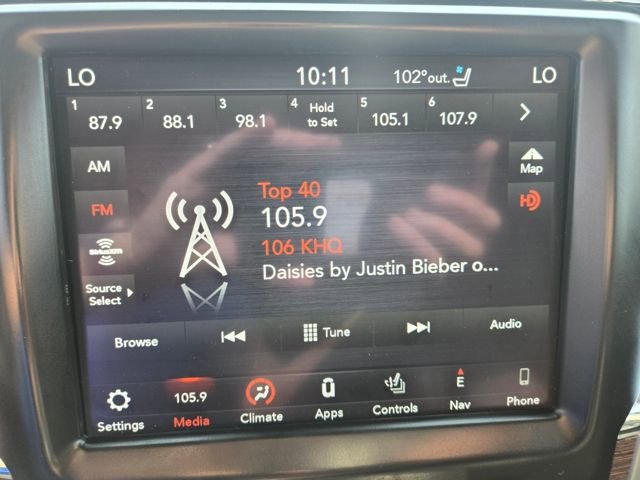 LO 10:11 102° out. LO
1 87.9 2 88.1 3 98.1 4 Hold to Set 5 105.1 6 107.9
AM
Map
FM
HD
Top 40
105.9
106 KHQ
Daisies by Justin Bieber o...
SiriusXM
Source
Select
Browse Tune Audio
Settings 105.9 Media Climate Apps Controls E Nav Phone